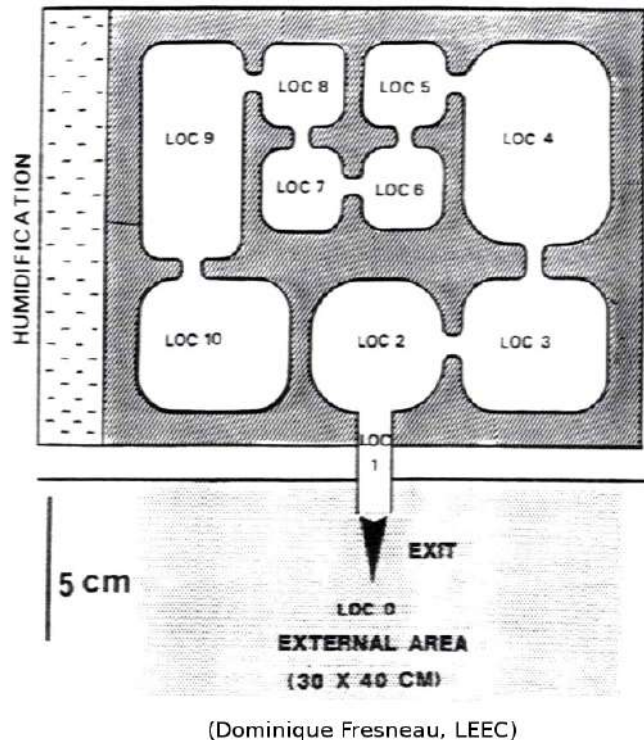 HUMIDIFICATION
LOC 9
LOC 8
LOC 5
LOC 4
LOC 7
LOC 6
LOC 10
LOC 2
LOC 3
LOC
1
EXIT
5 cm
LOC 0
EXTERNAL AREA
(30 X 40 CM)
(Dominique Fresneau, LEEC)